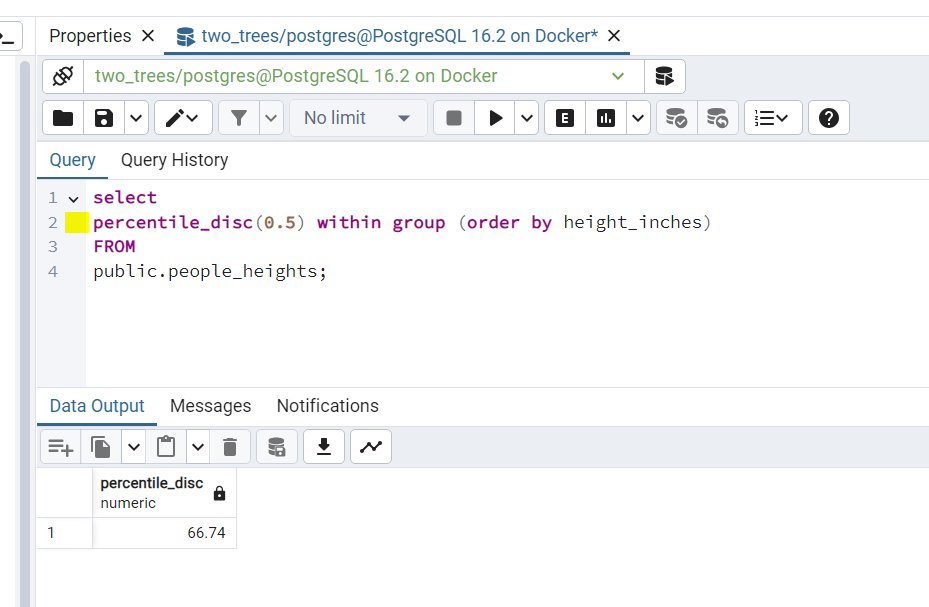 Properties
two_trees/postgres@PostgreSQL 16.2 on Docker*
two_trees/postgres@PostgreSQL 16.2 on Docker
No limit
E
Query Query History
1 select
2 percentile_disc(0.5) within group (order by height_inches)
3 FROM
4 public.people_heights;
Data Output Messages Notifications
percentile_disc
numeric
1 66.74